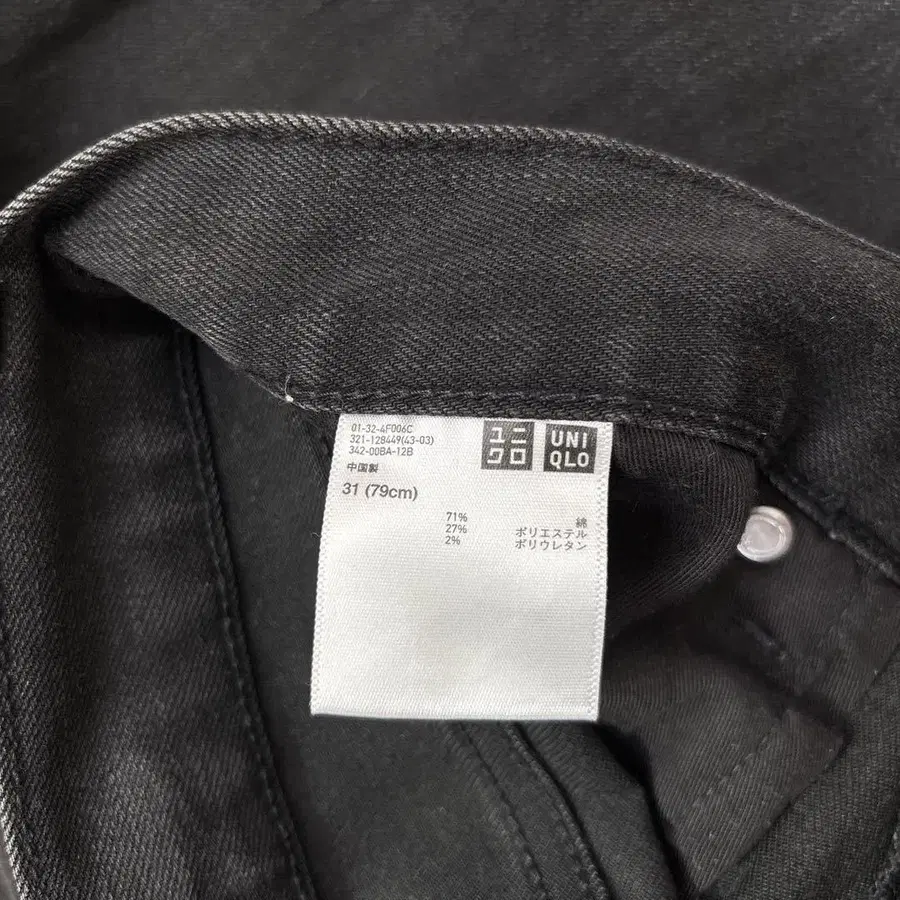 01-32-4F006C
321-128449(43-03)
342-00BA-12B
中国製
31 (79cm)
ユニ
クロ
UNI
QLO
71% 綿
27% ポリエステル
2% ポリウレタン